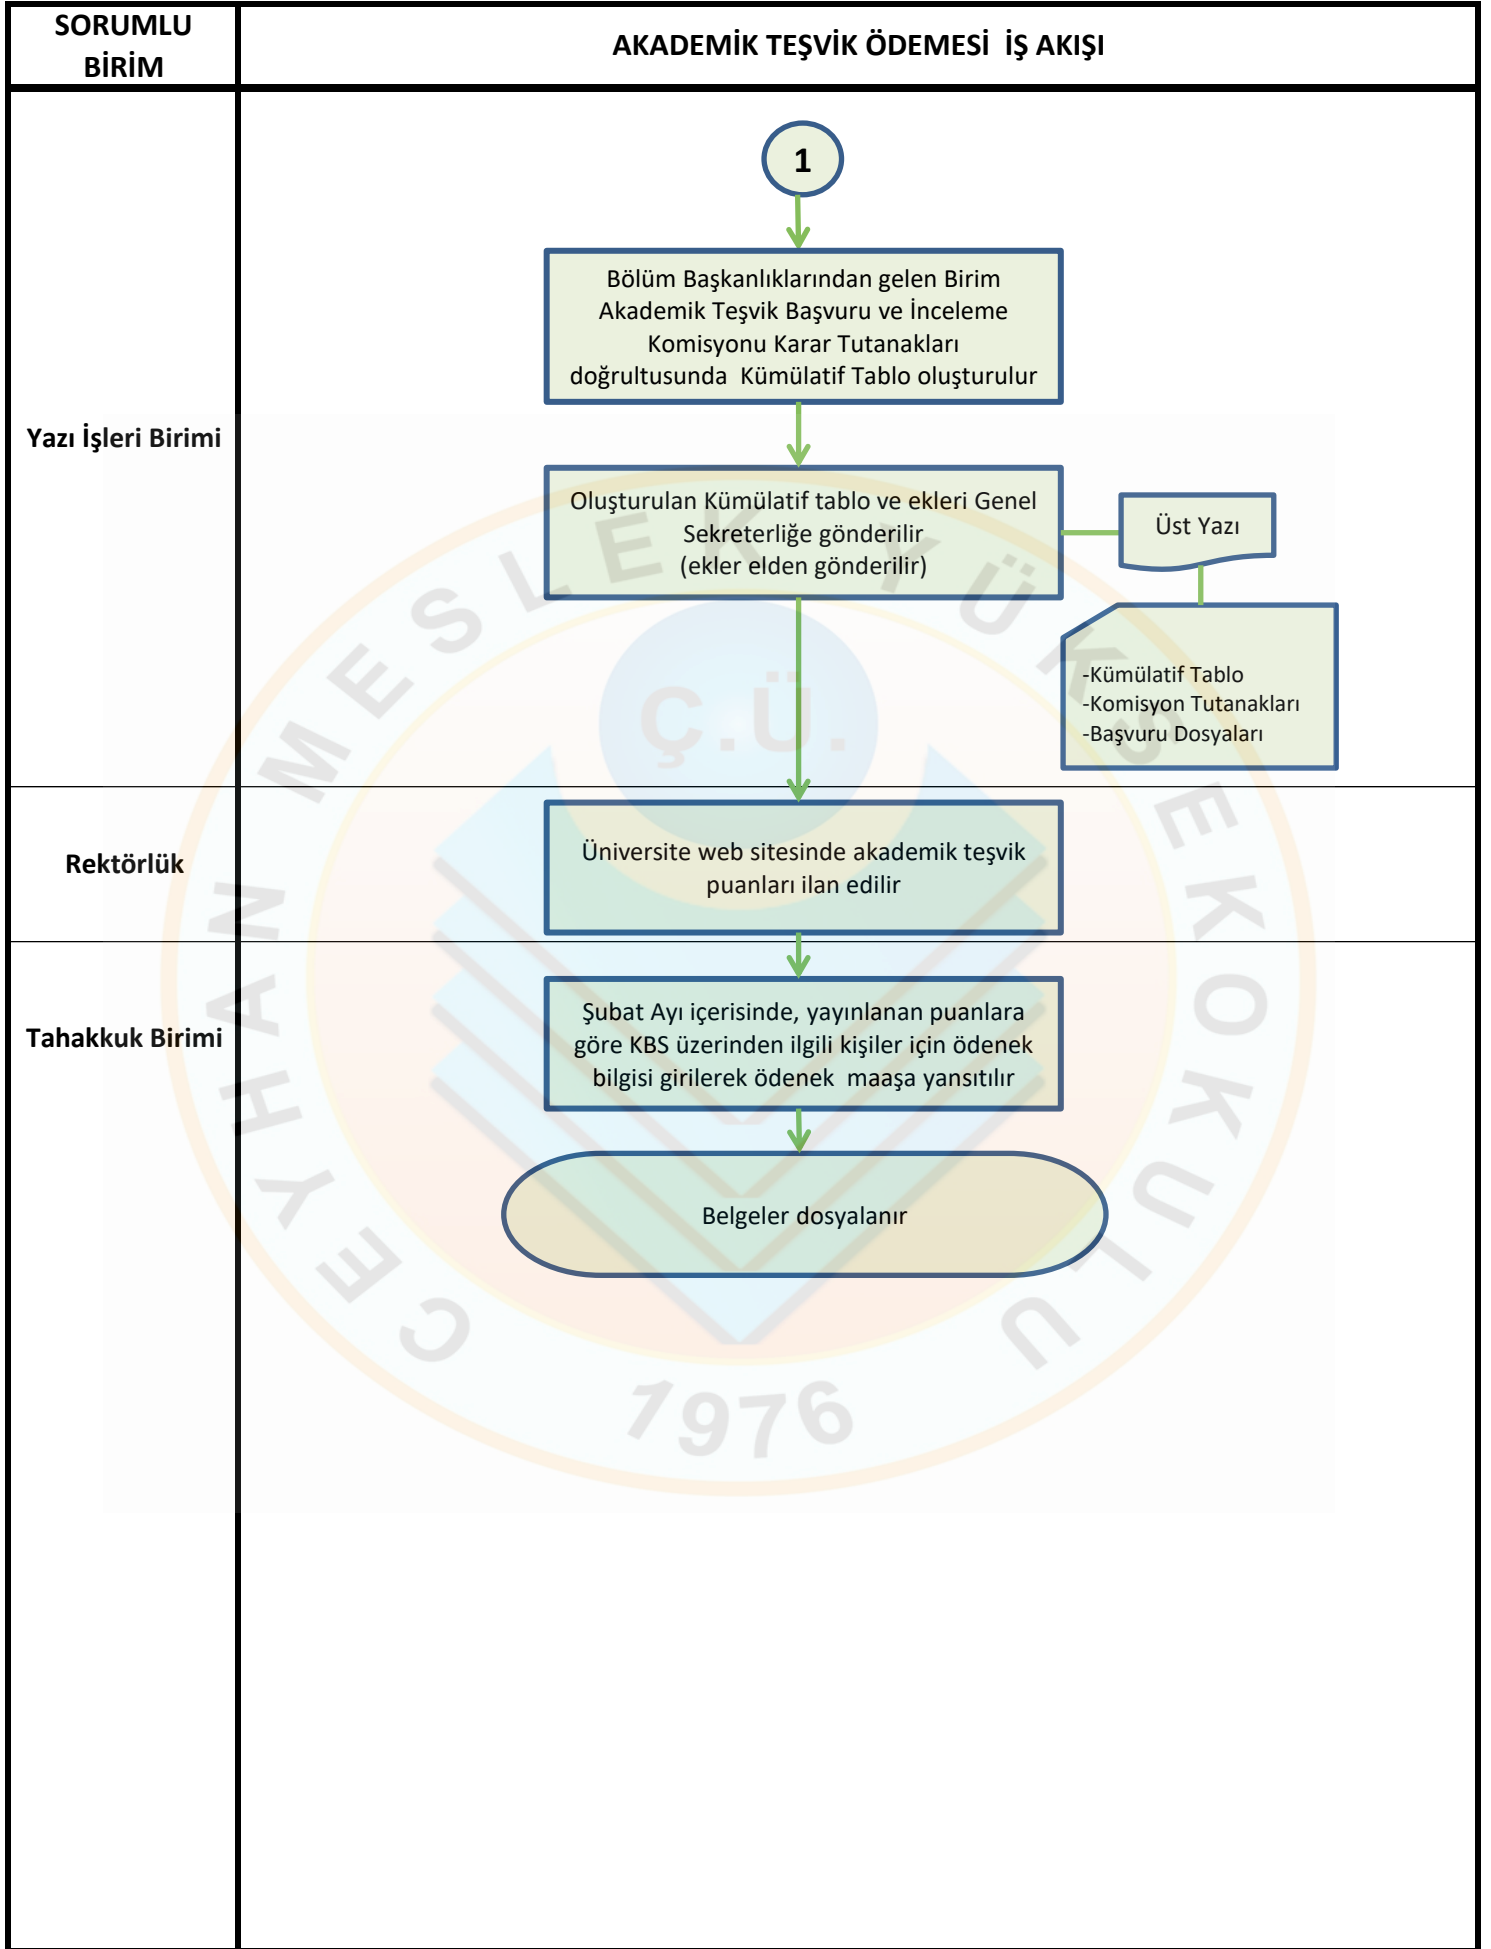 SORUMLU
BİRİM
AKADEMİK TEŞVİK ÖDEMESİ  İŞ AKIŞI
1
Bölüm Başkanlıklarından gelen Birim
Akademik Teşvik Başvuru ve İnceleme
Komisyonu Karar Tutanakları
doğrultusunda  Kümülatif Tablo oluşturulur
Yazı İşleri Birimi
Oluşturulan Kümülatif tablo ve ekleri Genel
Sekreterliğe gönderilir
(ekler elden gönderilir)
Üst Yazı
-Kümülatif Tablo
-Komisyon Tutanakları
-Başvuru Dosyaları
Rektörlük
Üniversite web sitesinde akademik teşvik
puanları ilan edilir
Tahakkuk Birimi
Şubat Ayı içerisinde, yayınlanan puanlara
göre KBS üzerinden ilgili kişiler için ödenek
bilgisi girilerek ödenek  maaşa yansıtılır
Belgeler dosyalanır
CEYHAN MESLEK YÜKSEKOKULU
Ç.Ü.
1976